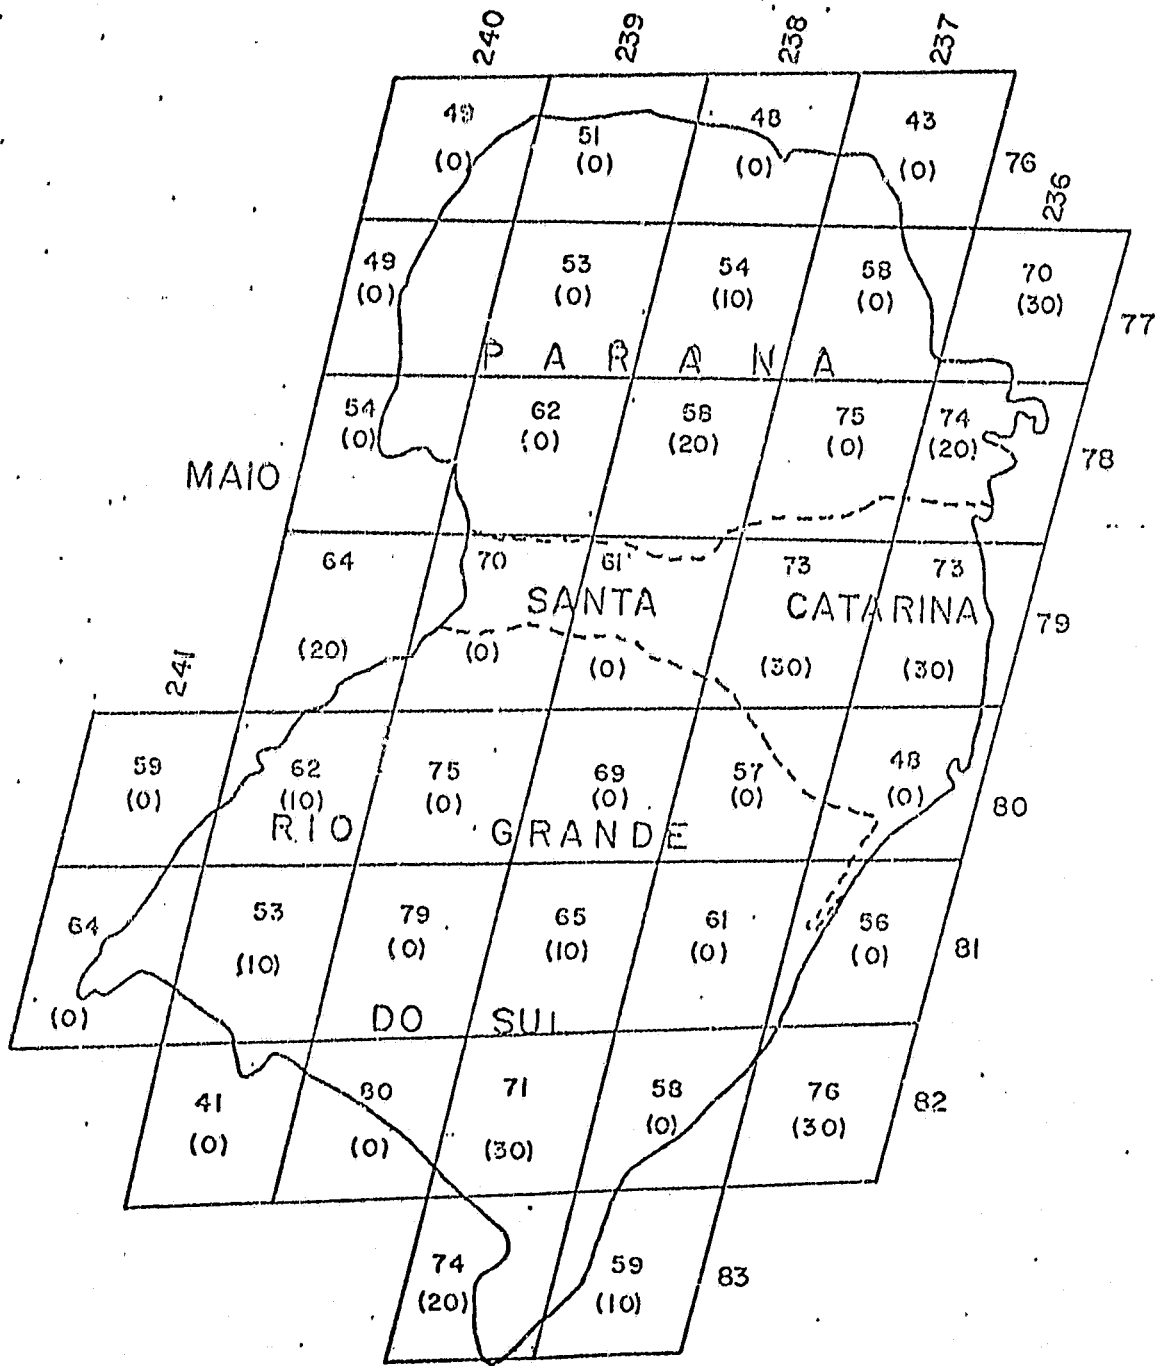 240 239 238 237
49 51 48 43
(0) (0) (0) (0) 76
236
49 53 54 58 70
(0) (0) (10) (0) (30) 77
PARANA
54 62 58 75 74
(0) (0) (20) (0) (20) 78
MAIO
64 70 61 73 73
SANTA CATARINA 79
(20) (0) (0) (30) (30)
241
59 62 75 69 57 48
(0) (10) (0) (0) (0) (0) 80
RIO GRANDE
64 53 79 65 61 56
(0) (10) (0) (10) (0) (0) 81
DO SUL
41 80 71 58 76 82
(0) (0) (30) (0) (30)
74 59 83
(20) (10)